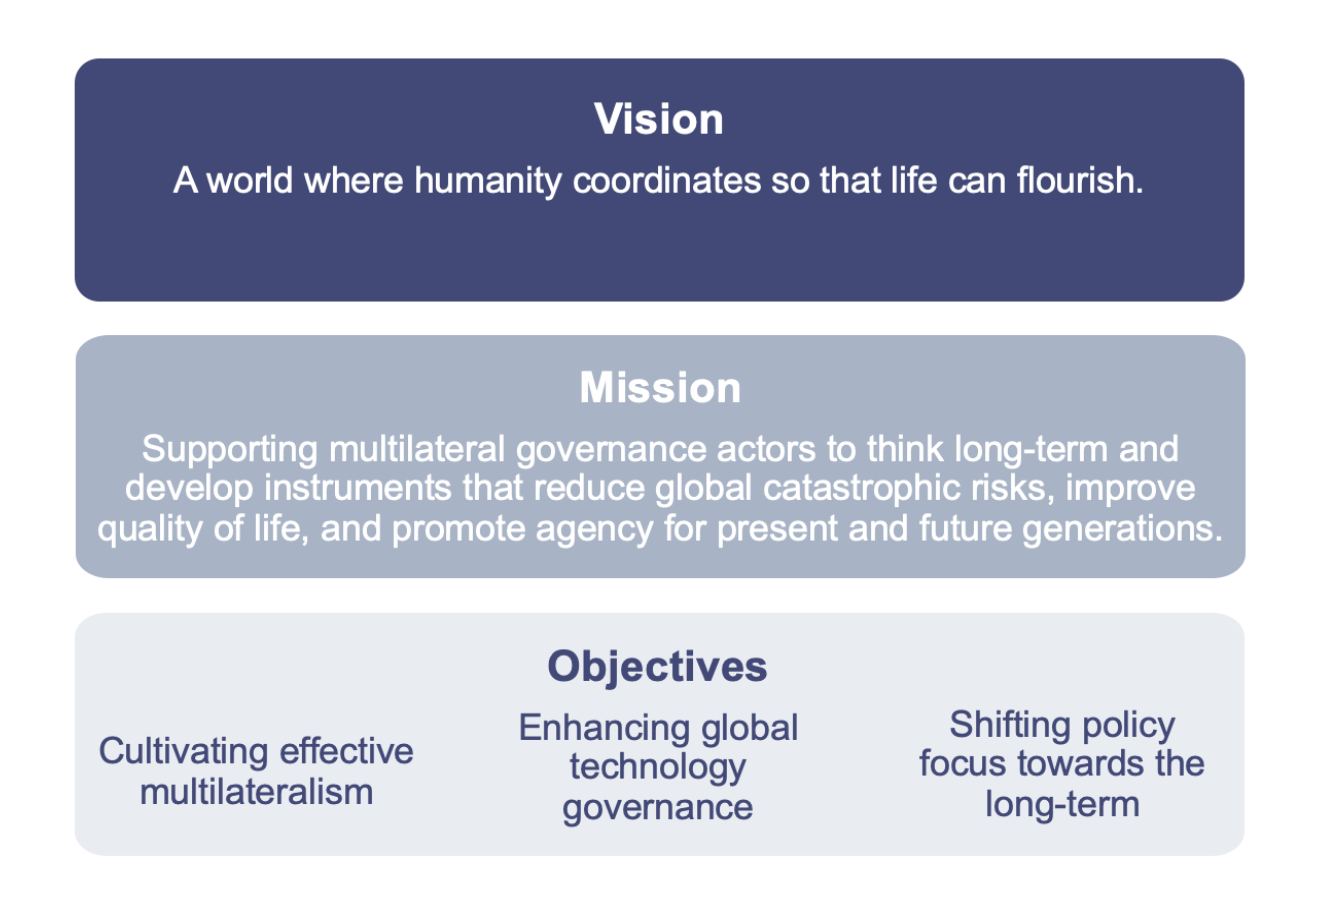 Vision
A world where humanity coordinates so that life can flourish.
Mission
Supporting multilateral governance actors to think long-term and
develop instruments that reduce global catastrophic risks, improve
quality of life, and promote agency for present and future generations.
Objectives
Cultivating effective
multilateralism
Enhancing global
technology
governance
Shifting policy
focus towards the
long-term